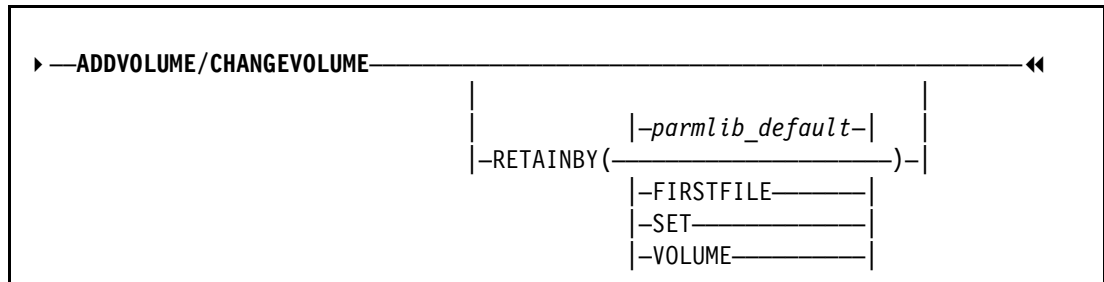 ADDVOLUME/CHANGEVOLUME
parmlib_default
RETAINBY( )
FIRSTFILE
SET
VOLUME